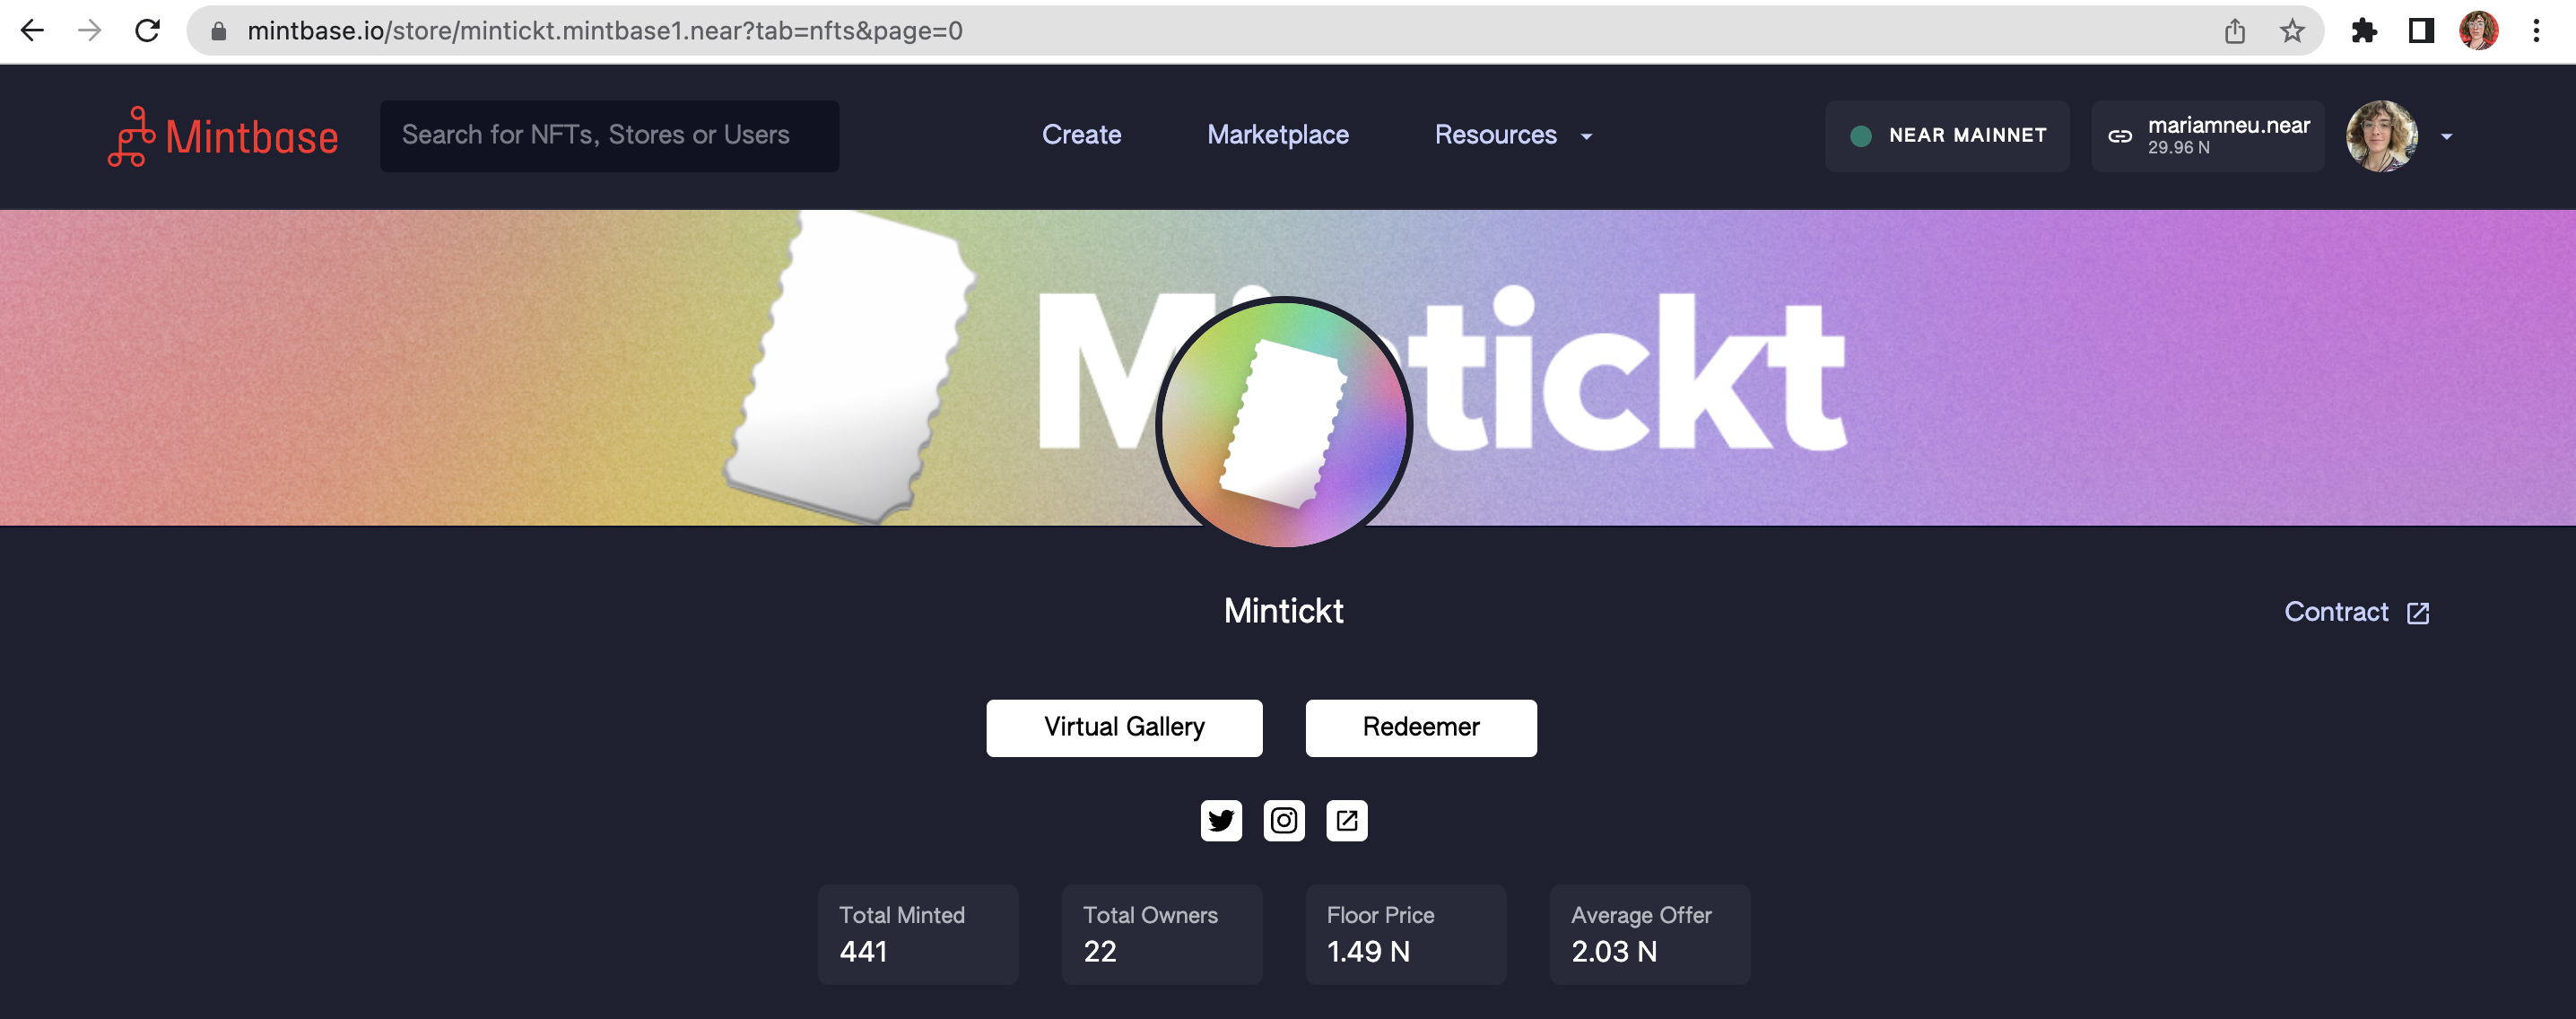 mintbase.io/store/mintickt.mintbase1.near?tab=nfts&page=0
Mintbase
Search for NFTs, Stores or Users
Create
Marketplace
Resources
NEAR MAINNET
mariamneu.near
29.96 N
Mintickt
Mintickt
Contract
Virtual Gallery
Redeemer
Total Minted
441
Total Owners
22
Floor Price
1.49 N
Average Offer
2.03 N